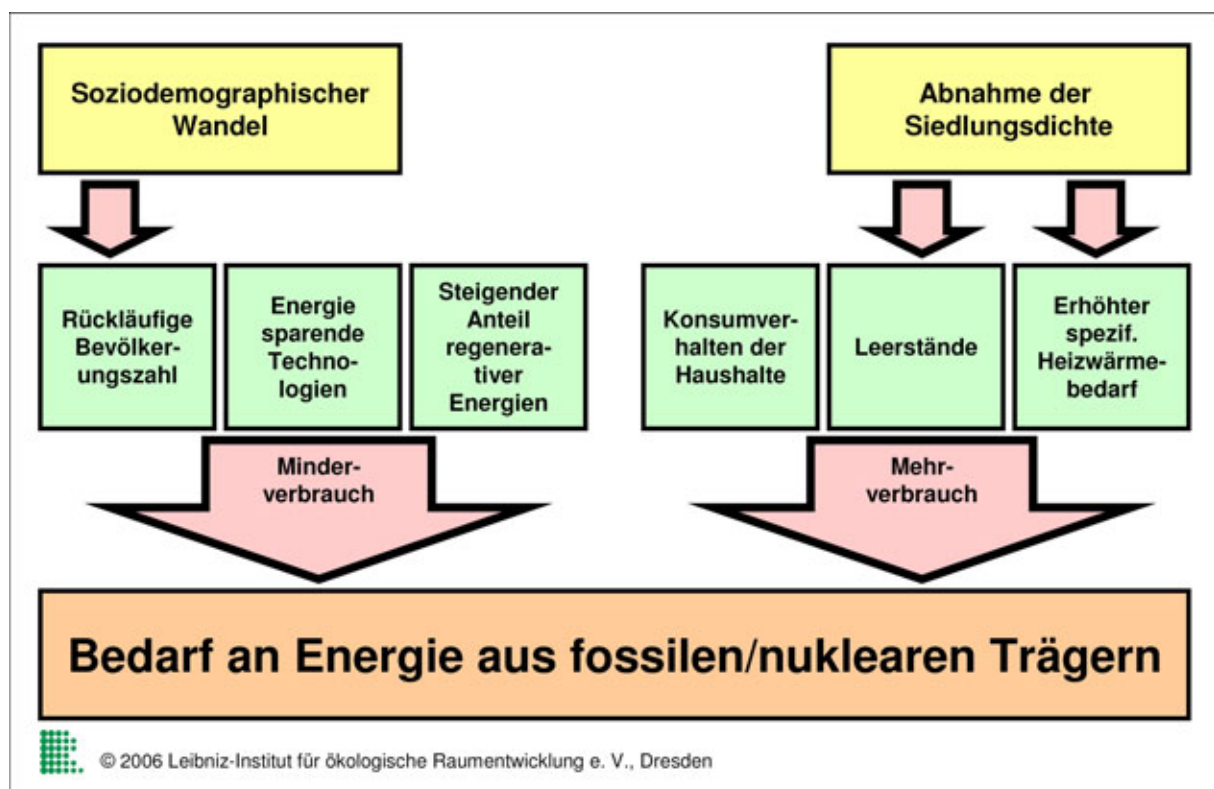 Soziodemographischer
Wandel
Abnahme der
Siedlungsdichte
Rückläufige
Bevölker-
ungszahl
Energie
sparende
Techno-
logien
Steigender
Anteil
regenera-
tiver
Energien
Konsumver-
halten der
Haushalte
Leerstände
Erhöhter
spezif.
Heizwärme-
bedarf
Minder-
verbrauch
Mehr-
verbrauch
Bedarf an Energie aus fossilen/nuklearen Trägern
© 2006 Leibniz-Institut für ökologische Raumentwicklung e. V., Dresden